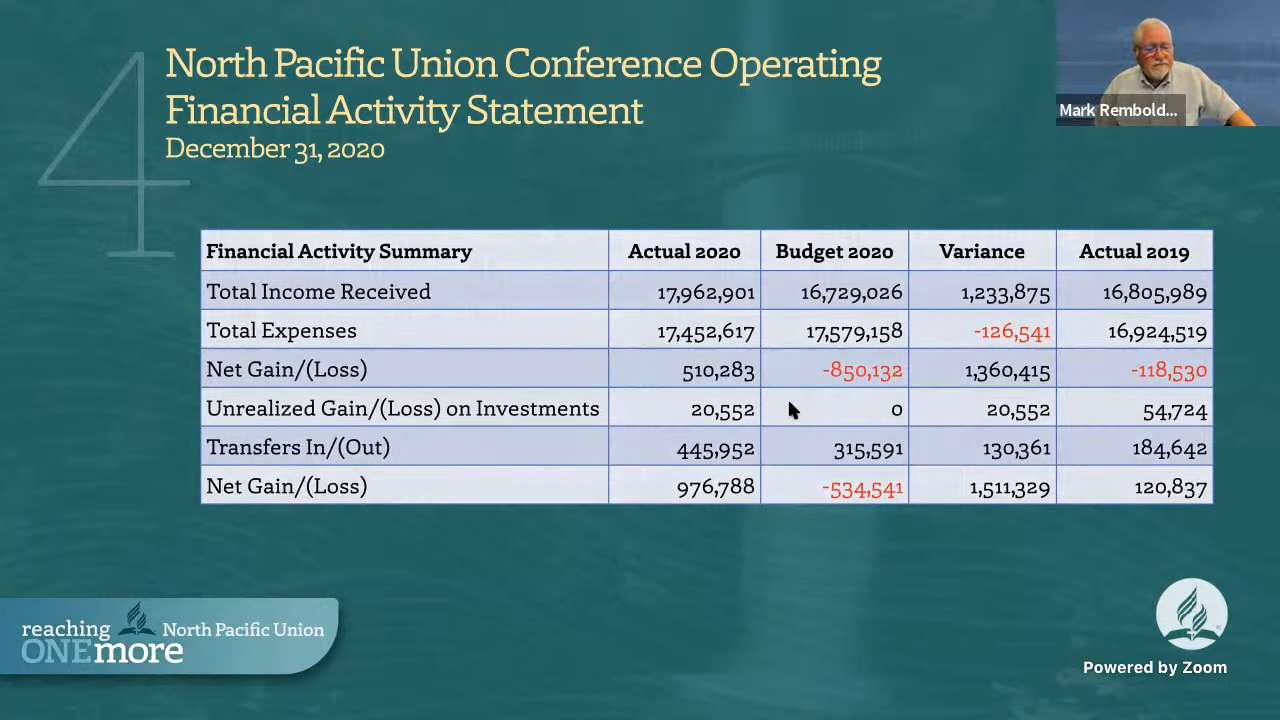 4
North Pacific Union Conference Operating
Financial Activity Statement
December 31, 2020
Mark Rembold...
Financial Activity Summary Actual 2020 Budget 2020 Variance Actual 2019
Total Income Received 17,962,901 16,729,026 1,233,875 16,805,989
Total Expenses 17,452,617 17,579,158 -126,541 16,924,519
Net Gain/(Loss) 510,283 -850,132 1,360,415 -118,530
Unrealized Gain/(Loss) on Investments 20,552 0 20,552 54,724
Transfers In/(Out) 445,952 315,591 130,361 184,642
Net Gain/(Loss) 976,788 -534,541 1,511,329 120,837
reaching North Pacific Union
ONEmore
Powered by Zoom